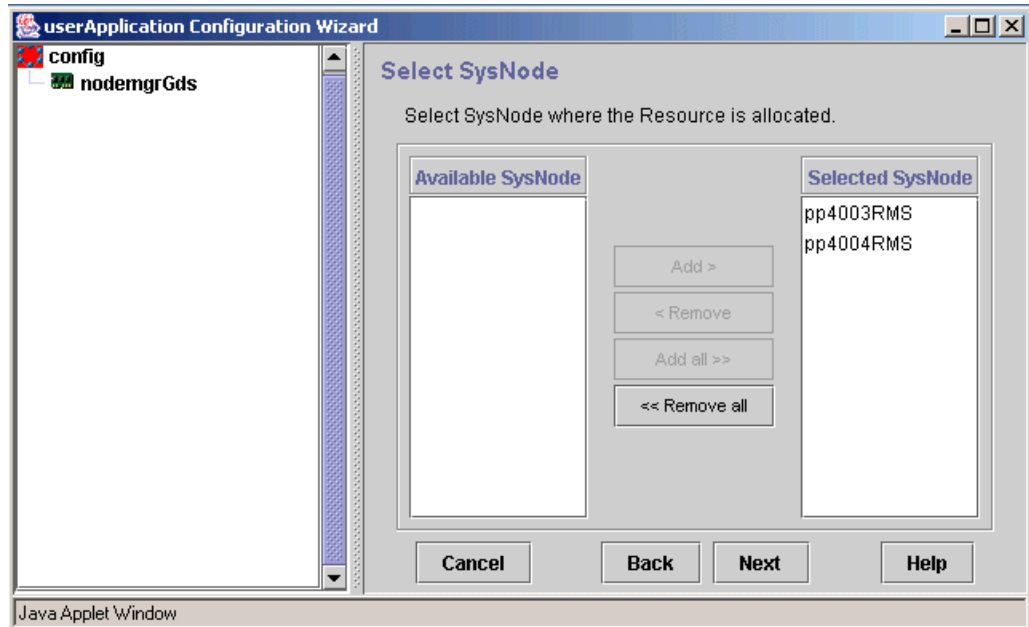 userApplication Configuration Wizard
config
nodemgrGds
Select SysNode
Select SysNode where the Resource is allocated.
Available SysNode
Selected SysNode
pp4003RMS
pp4004RMS
Add >
< Remove
Add all >>
<< Remove all
Cancel
Back
Next
Help
Java Applet Window